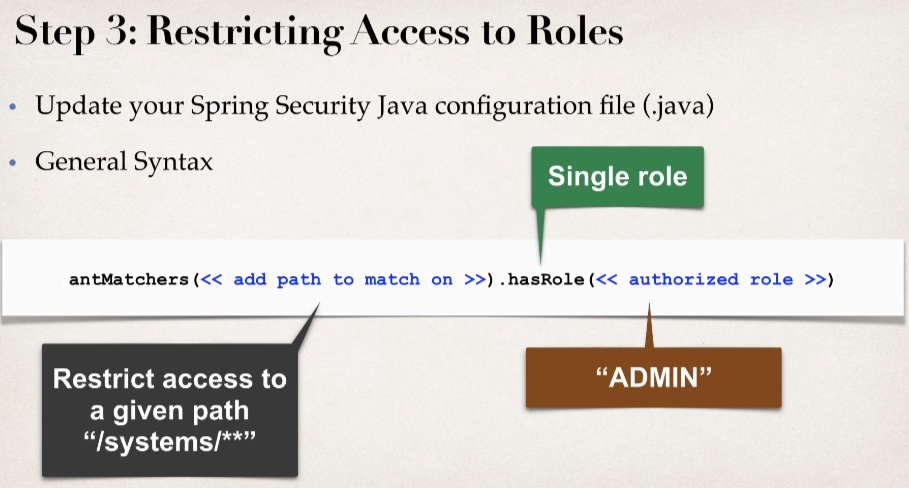 Step 3: Restricting Access to Roles
• Update your Spring Security Java configuration file (.java)
• General Syntax
Single role
antMatchers(<< add path to match on >>).hasRole(<< authorized role >>)
Restrict access to
a given path
“/systems/**”
“ADMIN”